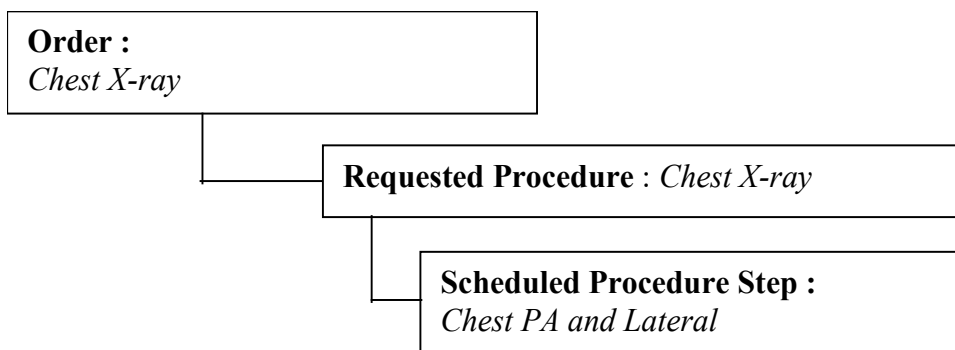 Order :
Chest X-ray
Requested Procedure : Chest X-ray
Scheduled Procedure Step :
Chest PA and Lateral